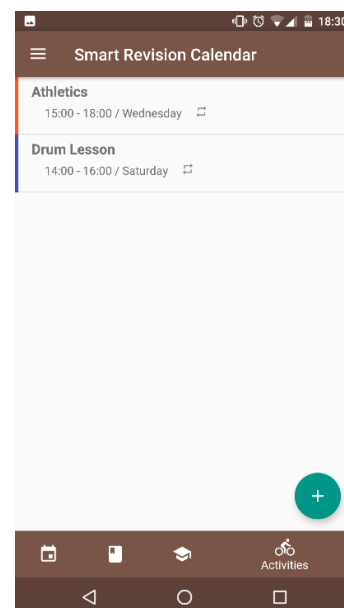 18:30
Smart Revision Calendar
Athletics
15:00 - 18:00 / Wednesday
Drum Lesson
14:00 - 16:00 / Saturday
Activities